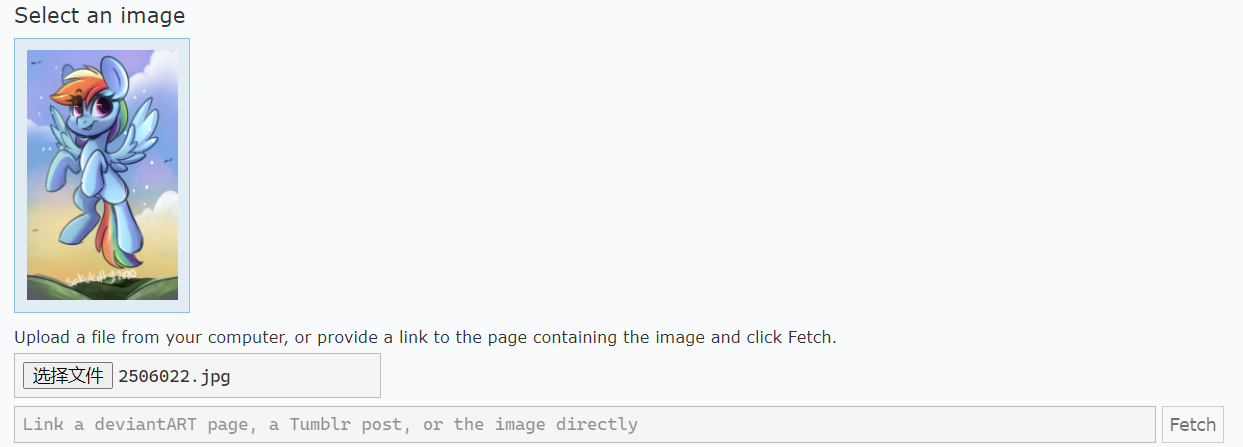 Select an image
Upload a file from your computer, or provide a link to the page containing the image and click Fetch.
选择文件 2506022.jpg
Link a deviantART page, a Tumblr post, or the image directly
Fetch